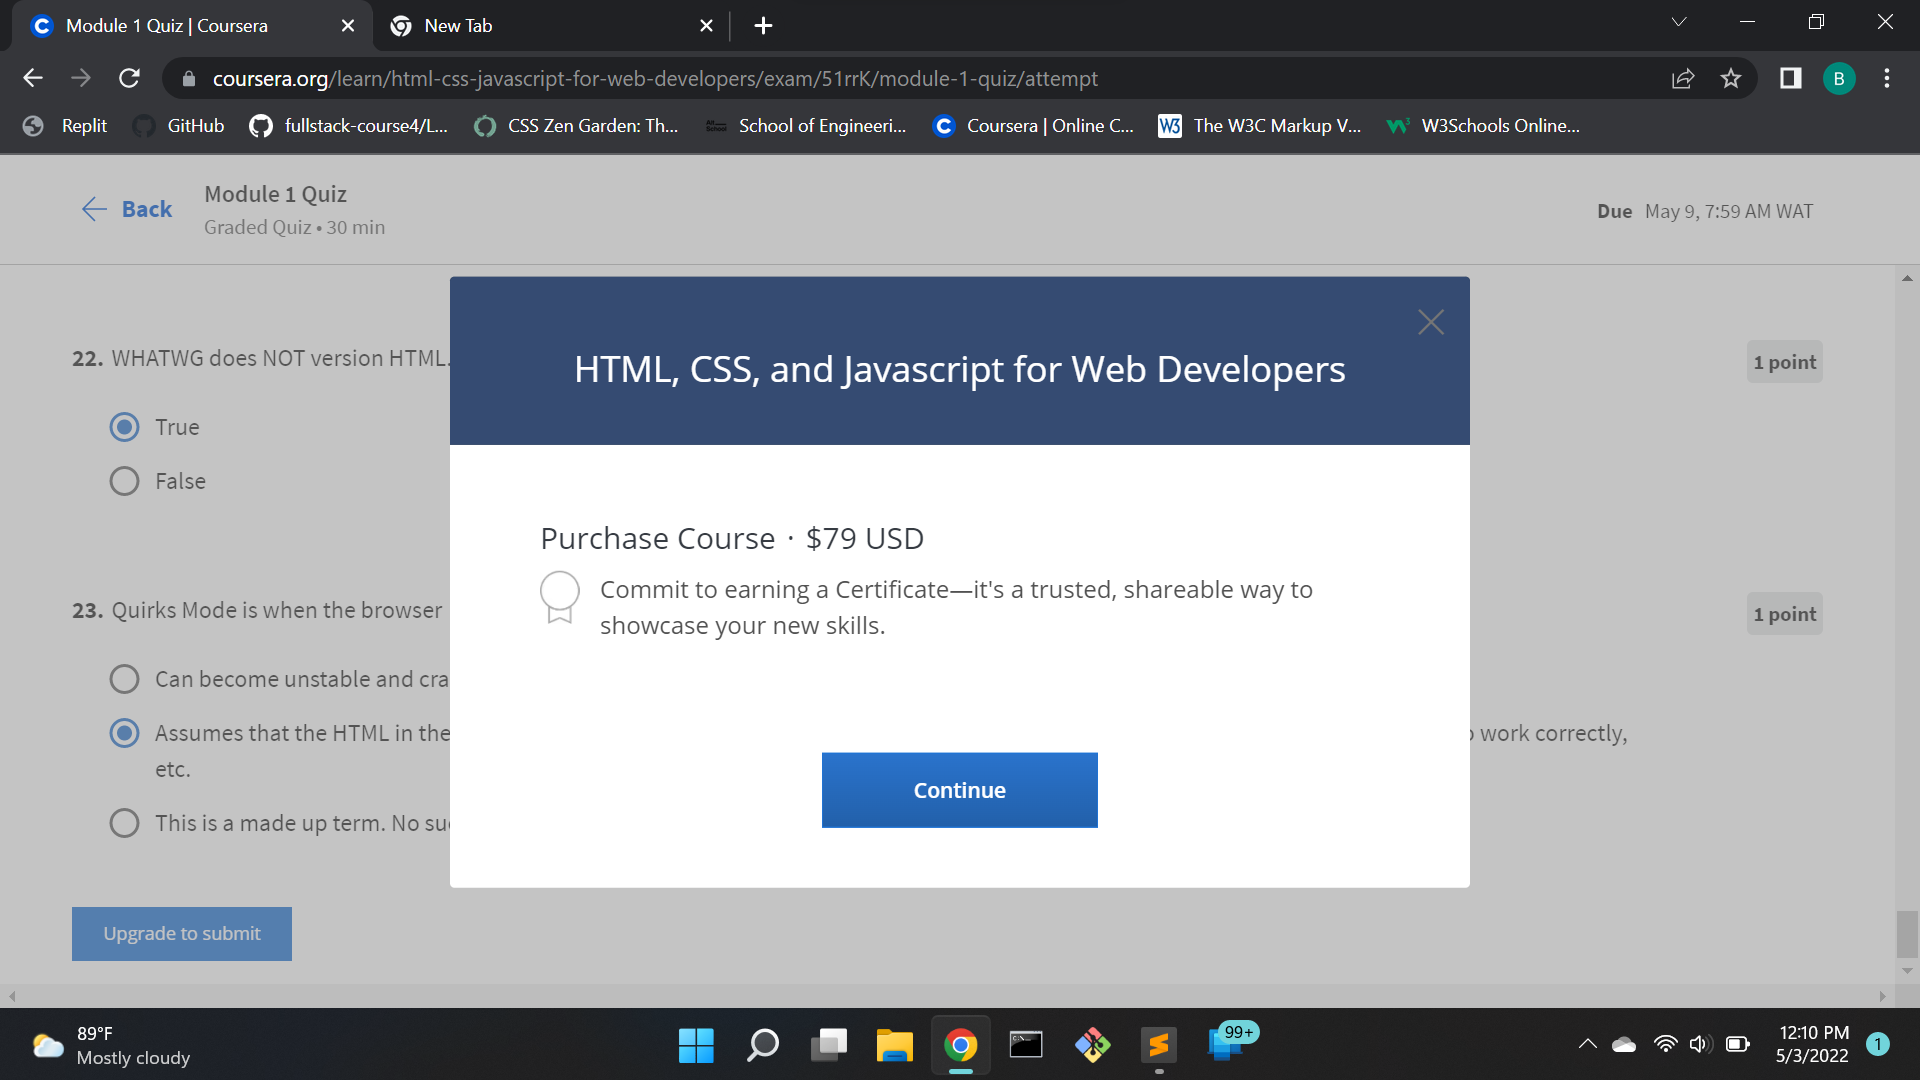 Module 1 Quiz | Coursera
New Tab
coursera.org/learn/html-css-javascript-for-web-developers/exam/51rrK/module-1-quiz/attempt
B
Replit
GitHub
fullstack-course4/L...
CSS Zen Garden: Th...
School of Engineeri...
Coursera | Online C...
W3
The W3C Markup V...
W3Schools Online...
Back
Module 1 Quiz
Graded Quiz • 30 min
Due May 9, 7:59 AM WAT
HTML, CSS, and Javascript for Web Developers
22. WHATWG does NOT version HTML.
1 point
True
False
Purchase Course · $79 USD
Commit to earning a Certificate—it's a trusted, shareable way to
showcase your new skills.
23. Quirks Mode is when the browser
1 point
Can become unstable and cra
Assumes that the HTML in the
work correctly,
etc.
This is a made up term. No su
Continue
Upgrade to submit
89°F
Mostly cloudy
99+
12:10 PM
5/3/2022
1